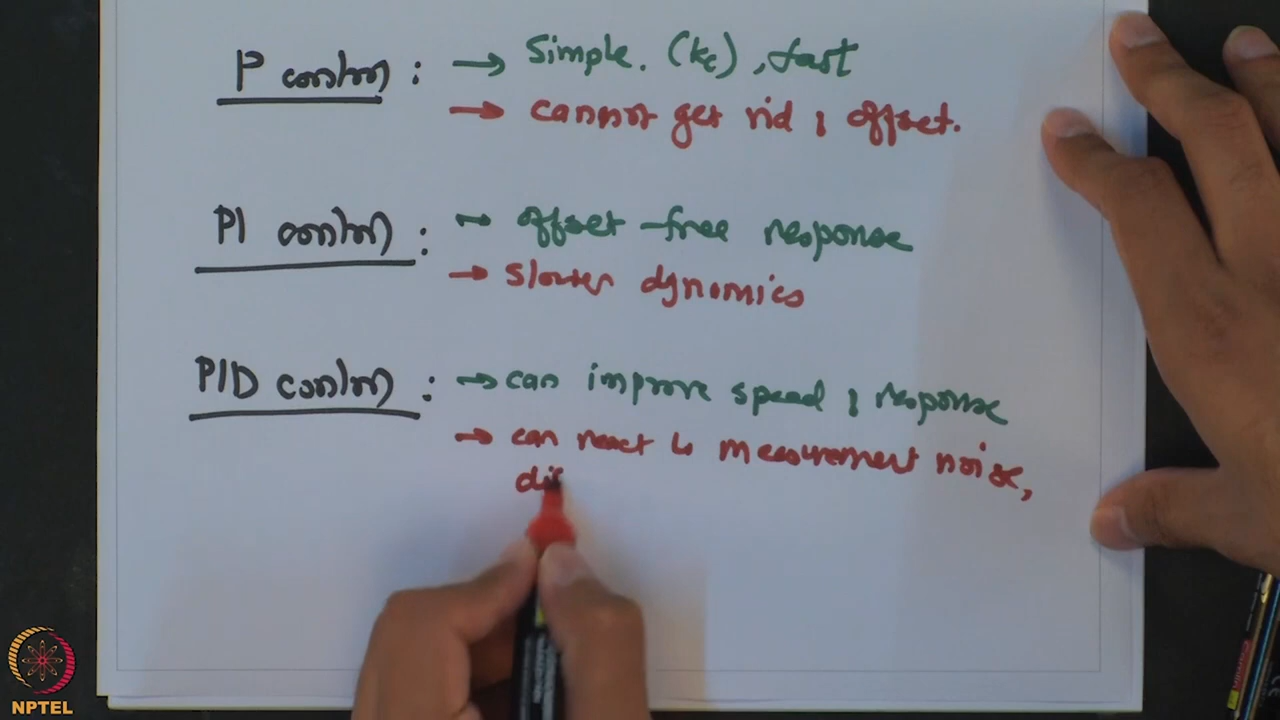 P control : → Simple. (Kc), fast
→ cannot get rid of offset.
PI control : → offset-free response
→ slower dynamics
PID control : → can improve speed of response
→ can react to measurement noise,
dif
NPTEL